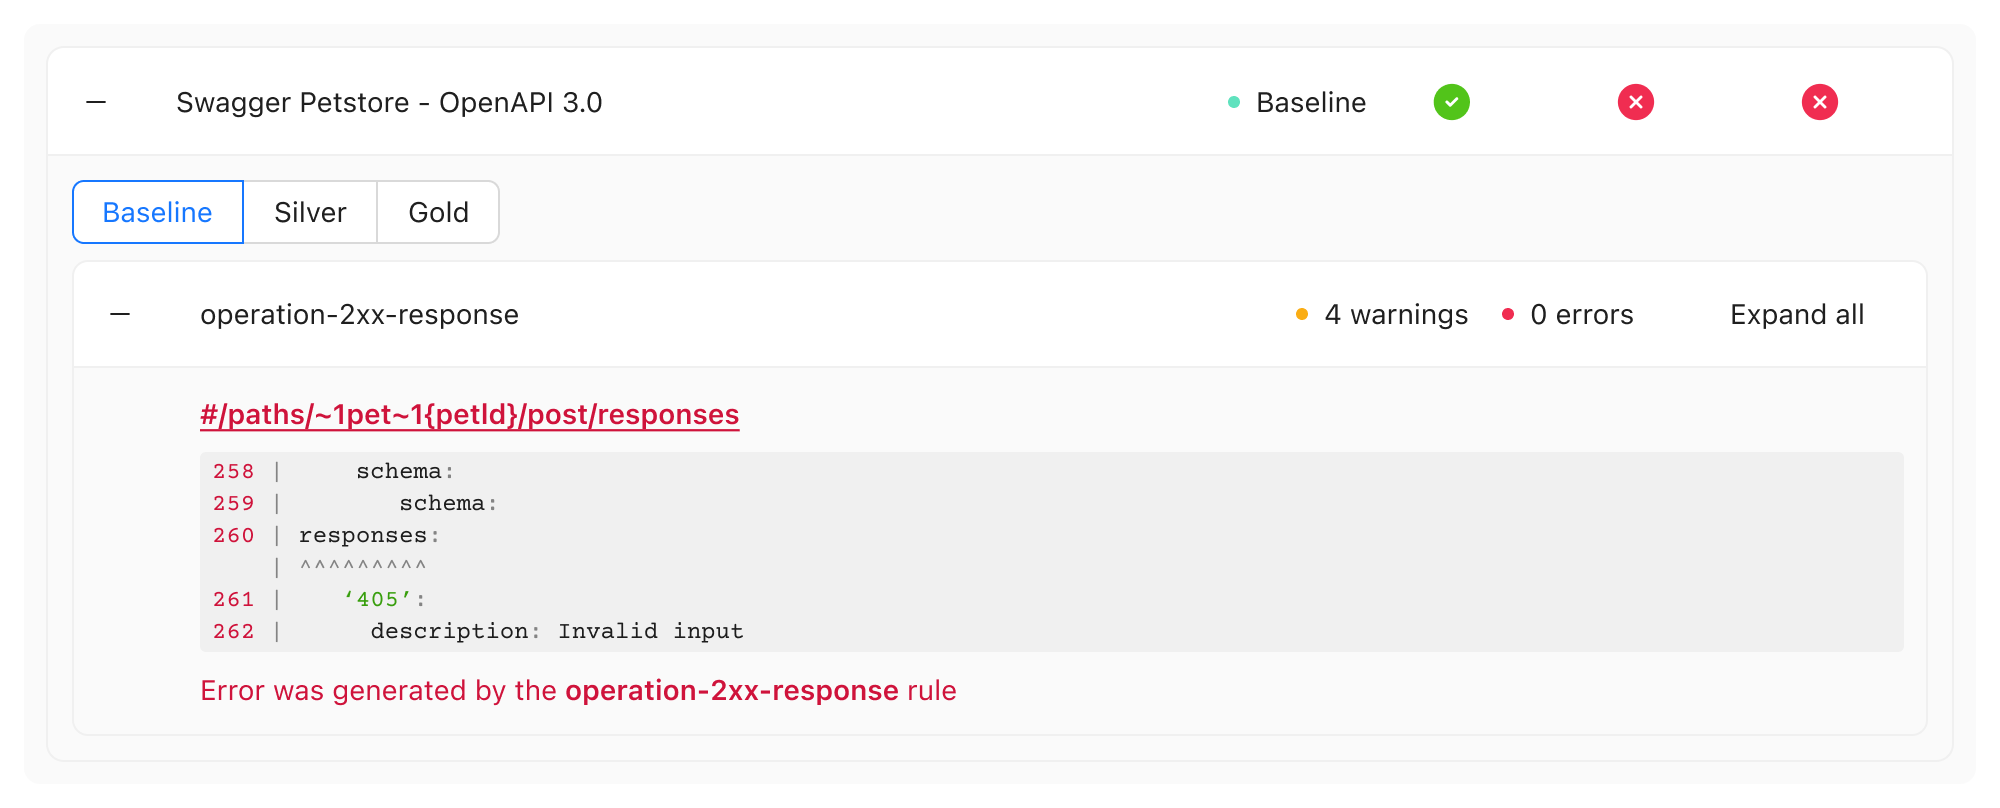 Swagger Petstore - OpenAPI 3.0 Baseline
Baseline Silver Gold
operation-2xx-response 4 warnings 0 errors Expand all
#/paths/~1pet~1{petId}/post/responses
258 |     schema:
259 |        schema:
260 | responses:
    | ^^^^^^^^^
261 |    ‘405’:
262 |     description: Invalid input
Error was generated by the operation-2xx-response rule